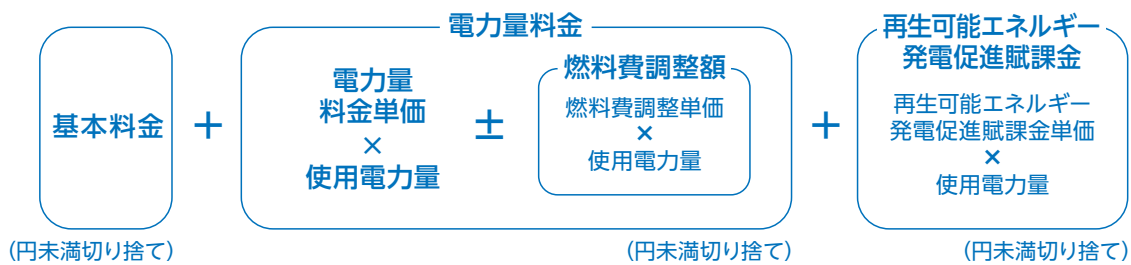 基本料金
(円未満切り捨て)
+
電力量料金
電力量
料金単価
×
使用電力量
±
燃料費調整額
燃料費調整単価
×
使用電力量
(円未満切り捨て)
+
再生可能エネルギー
発電促進賦課金
再生可能エネルギー
発電促進賦課金単価
×
使用電力量
(円未満切り捨て)